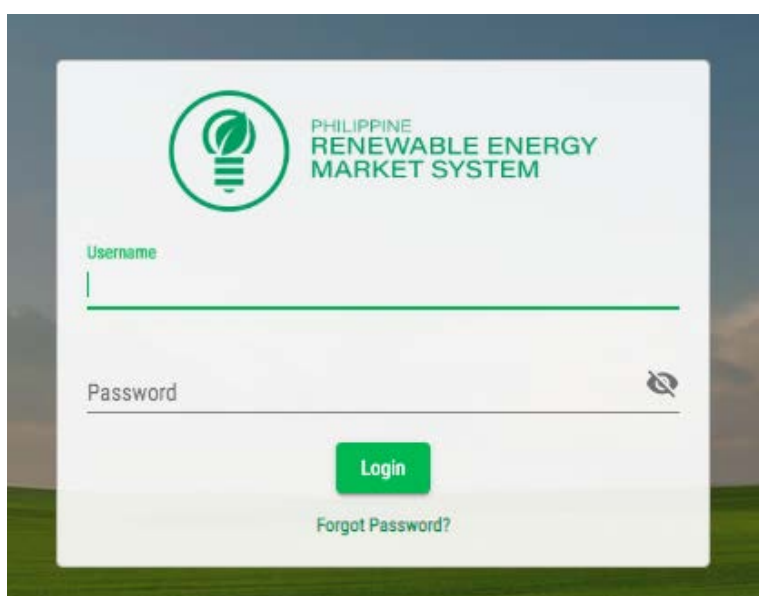 PHILIPPINE
RENEWABLE ENERGY
MARKET SYSTEM
Username
Password
Login
Forgot Password?